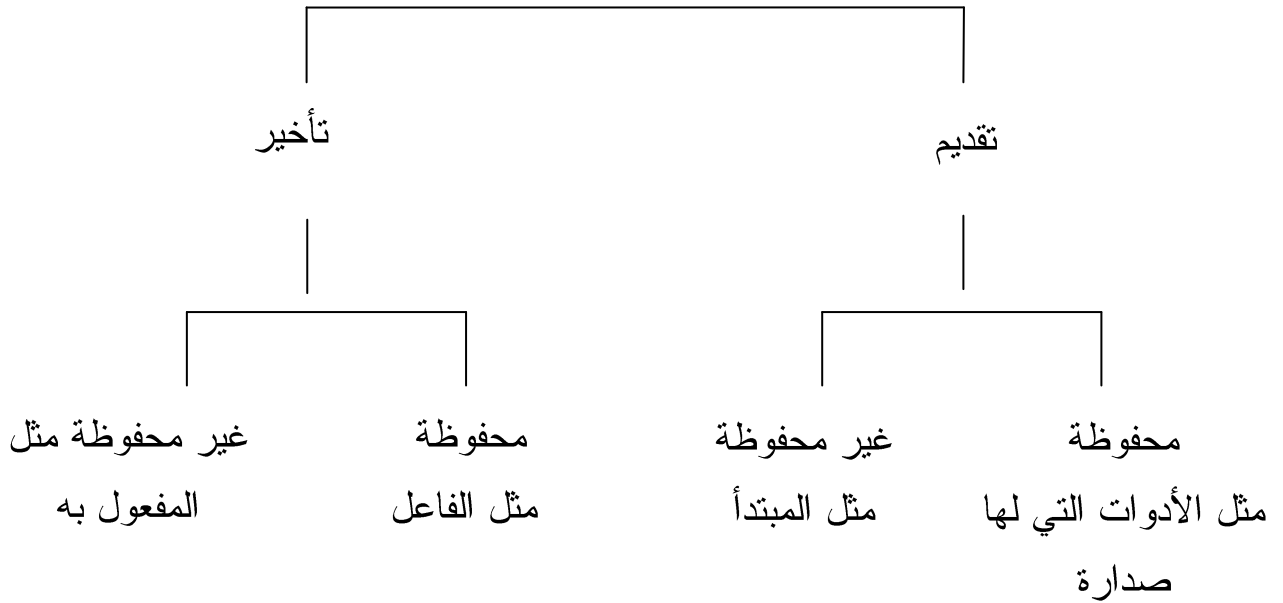 تقديم
تأخير
محفوظة
مثل الأدوات التي لها
صدارة
غير محفوظة
مثل المبتدأ
محفوظة
مثل الفاعل
غير محفوظة مثل
المفعول به